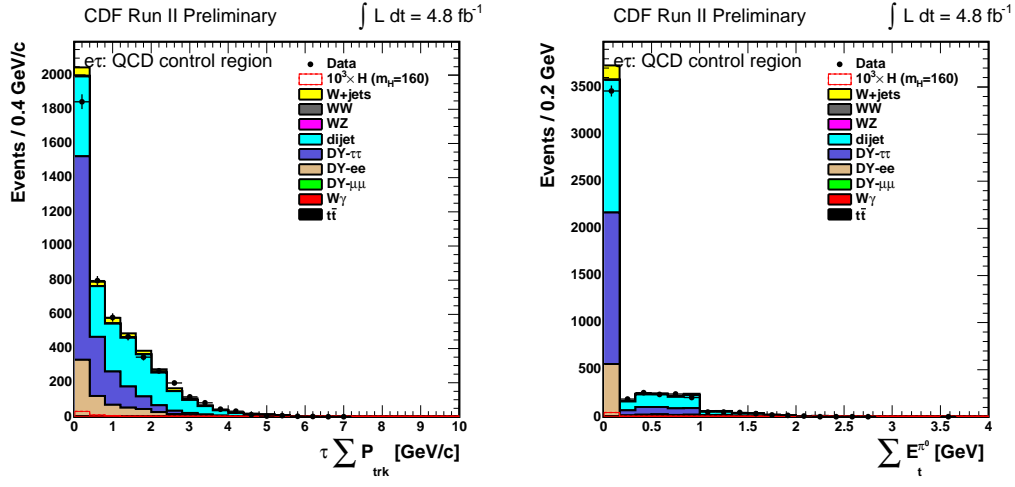 CDF Run II Preliminary
∫ L dt = 4.8 fb⁻¹
eτ: QCD control region
Data
10³× H (m_H=160)
W+jets
WW
WZ
dijet
DY-ττ
DY-ee
DY-μμ
Wγ
tt̄
Events / 0.4 GeV/c
2000
1800
1600
1400
1200
1000
800
600
400
200
0
0 1 2 3 4 5 6 7 8 9 10
τ ∑ P_trk [GeV/c]
CDF Run II Preliminary
∫ L dt = 4.8 fb⁻¹
eτ: QCD control region
Data
10³× H (m_H=160)
W+jets
WW
WZ
dijet
DY-ττ
DY-ee
DY-μμ
Wγ
tt̄
Events / 0.2 GeV
3500
3000
2500
2000
1500
1000
500
0
0 0.5 1 1.5 2 2.5 3 3.5 4
∑ E_t^π⁰ [GeV]